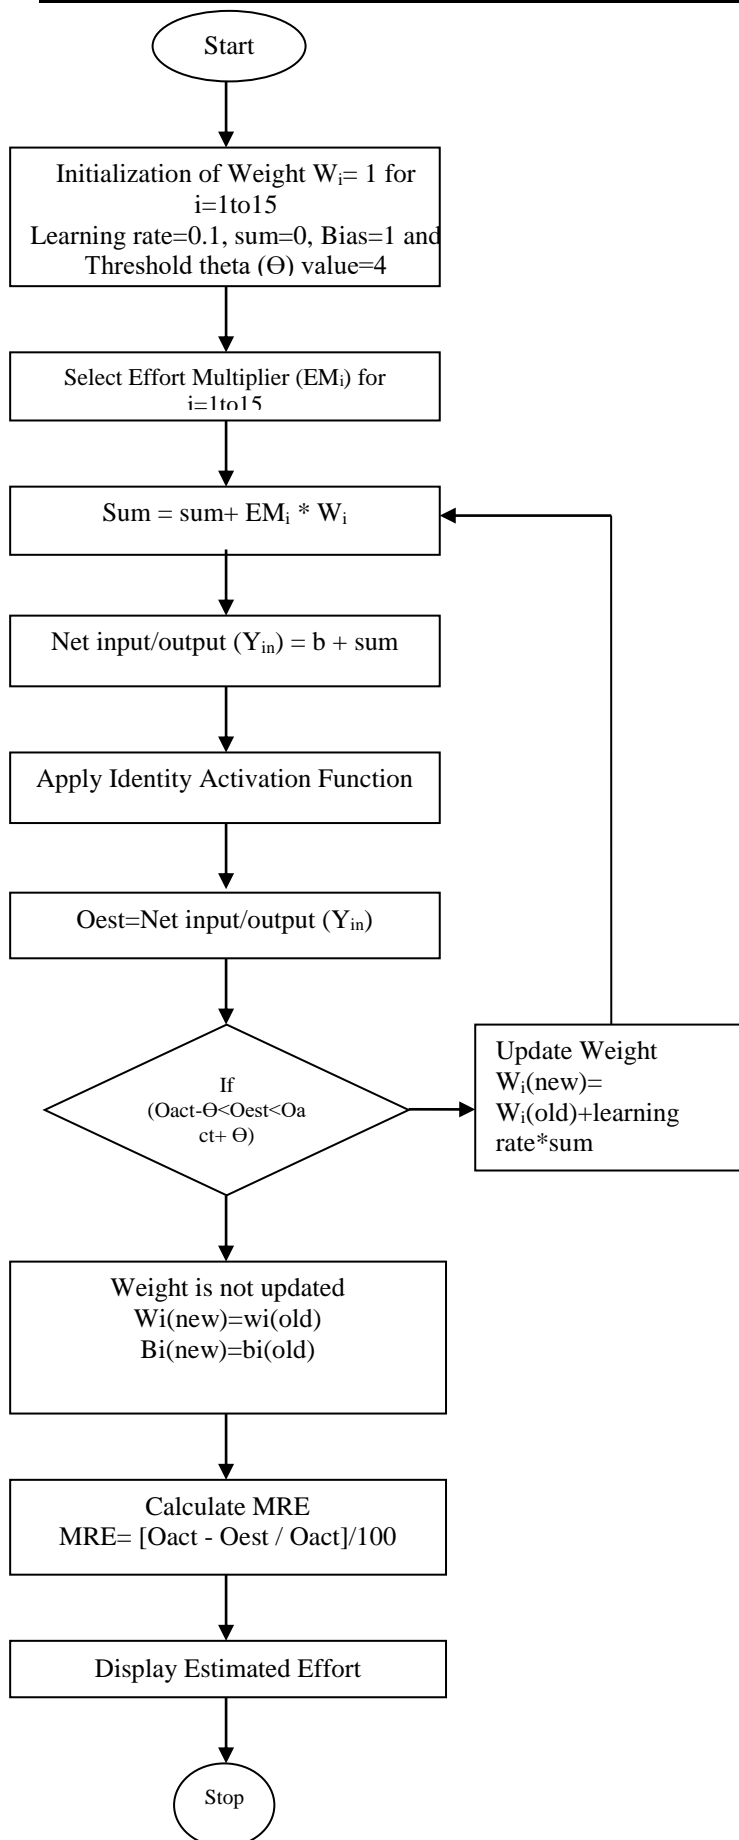 Start
Initialization of Weight Wᵢ= 1 for
i=1to15
Learning rate=0.1, sum=0, Bias=1 and
Threshold theta (Ө) value=4
Select Effort Multiplier (EMᵢ) for
i=1to15
Sum = sum+ EMᵢ * Wᵢ
Net input/output (Yᵢₙ) = b + sum
Apply Identity Activation Function
Oest=Net input/output (Yᵢₙ)
If
(Oact-Ө<Oest<Oa
ct+ Ө)
Update Weight
Wᵢ(new)=
Wᵢ(old)+learning
rate*sum
Weight is not updated
Wi(new)=wi(old)
Bi(new)=bi(old)
Calculate MRE
MRE= [Oact - Oest / Oact]/100
Display Estimated Effort
Stop